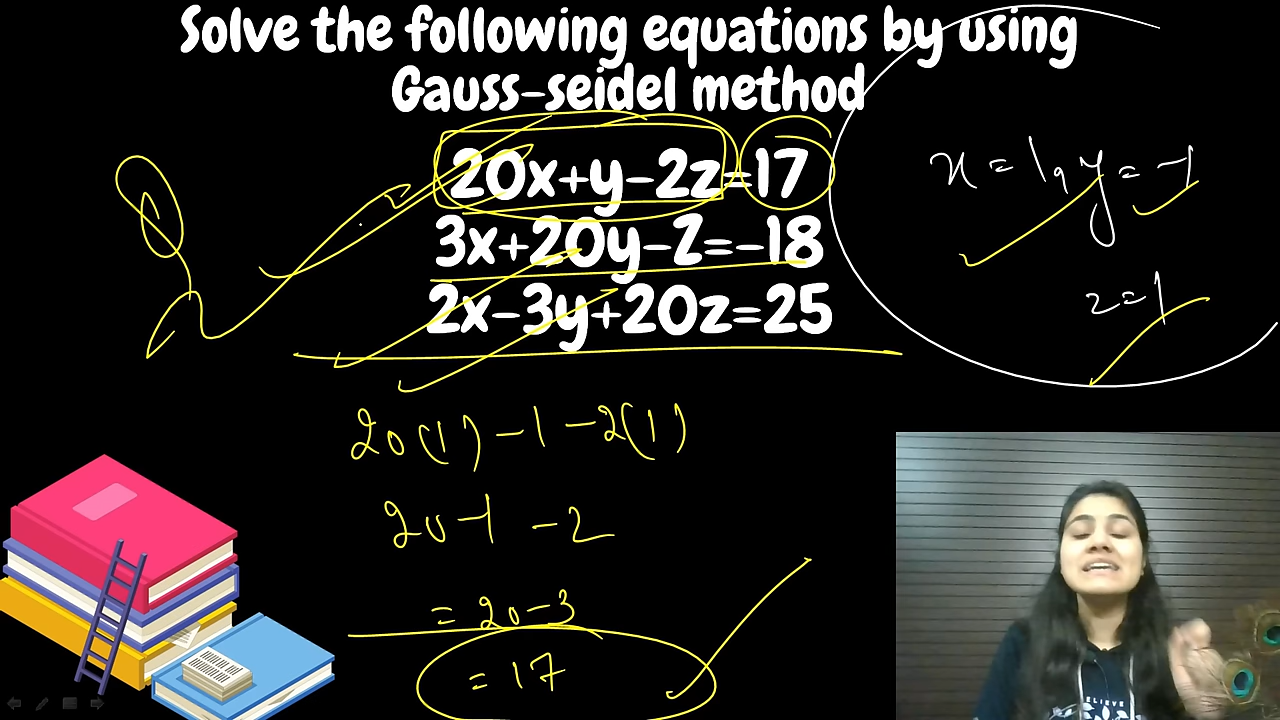 Solve the following equations by using
Gauss-seidel method
20x+y-2z=17
3x+20y-z=-18
2x-3y+20z=25
x=1, y=-1
z=1
20(1)-1-2(1)
20-1-2
=20-3
=17